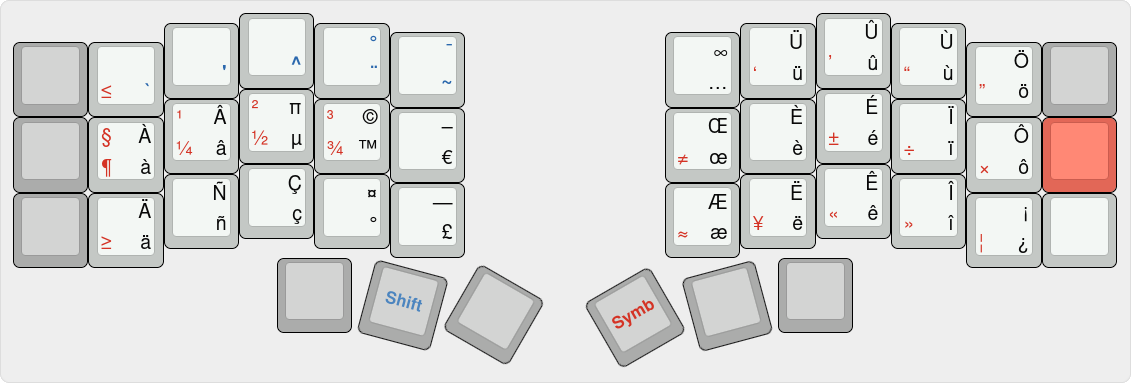 ≤ `
'
^
° ¨
¯ ~
∞ …
Ü ‘ ü
Û ’ û
Ù “ ù
Ö ” ö
§ À ¶ à
¹ Â ¼ â
² π ½ µ
³ © ¾ ™
– €
Œ ≠ œ
È è
É ± é
Ï ÷ ï
Ô × ô
Ä ≥ ä
Ñ ñ
Ç ç
¤ °
— £
Æ ≈ æ
Ë ¥ ë
Ê « ê
Î » î
¡ ¦ ¿
Shift
Symb